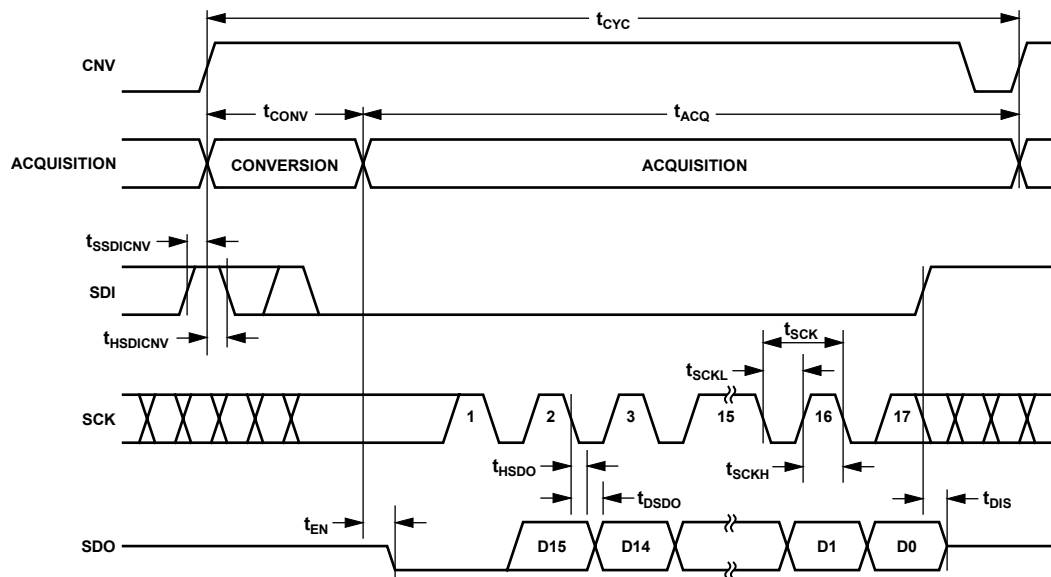 tCYC
CNV
tCONV
tACQ
ACQUISITION
CONVERSION
ACQUISITION
tSSDICNV
SDI
tHSDICNV
tSCK
tSCKL
SCK
1
2
3
15
16
17
tHSDO
tSCKH
tDSDO
tDIS
tEN
SDO
D15
D14
D1
D0